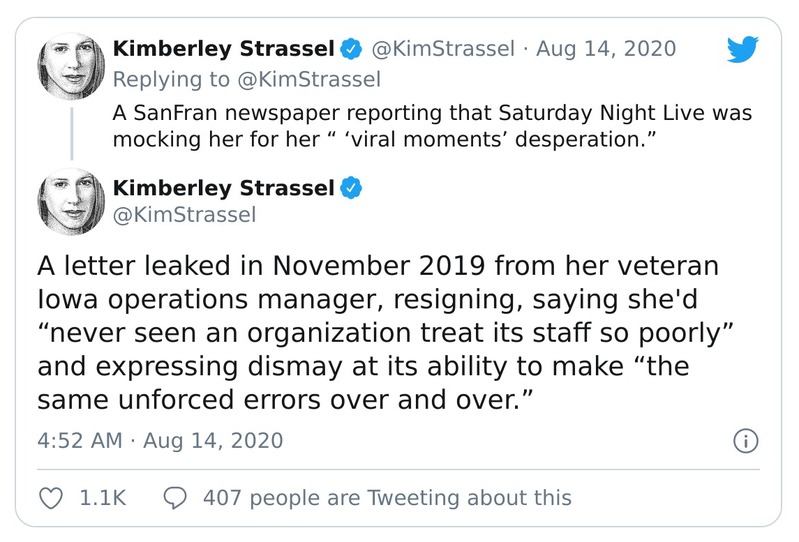 Kimberley Strassel @KimStrassel · Aug 14, 2020
Replying to @KimStrassel
A SanFran newspaper reporting that Saturday Night Live was
mocking her for her “ ‘viral moments’ desperation.”
Kimberley Strassel
@KimStrassel
A letter leaked in November 2019 from her veteran
Iowa operations manager, resigning, saying she'd
“never seen an organization treat its staff so poorly”
and expressing dismay at its ability to make “the
same unforced errors over and over.”
4:52 AM · Aug 14, 2020
1.1K 407 people are Tweeting about this